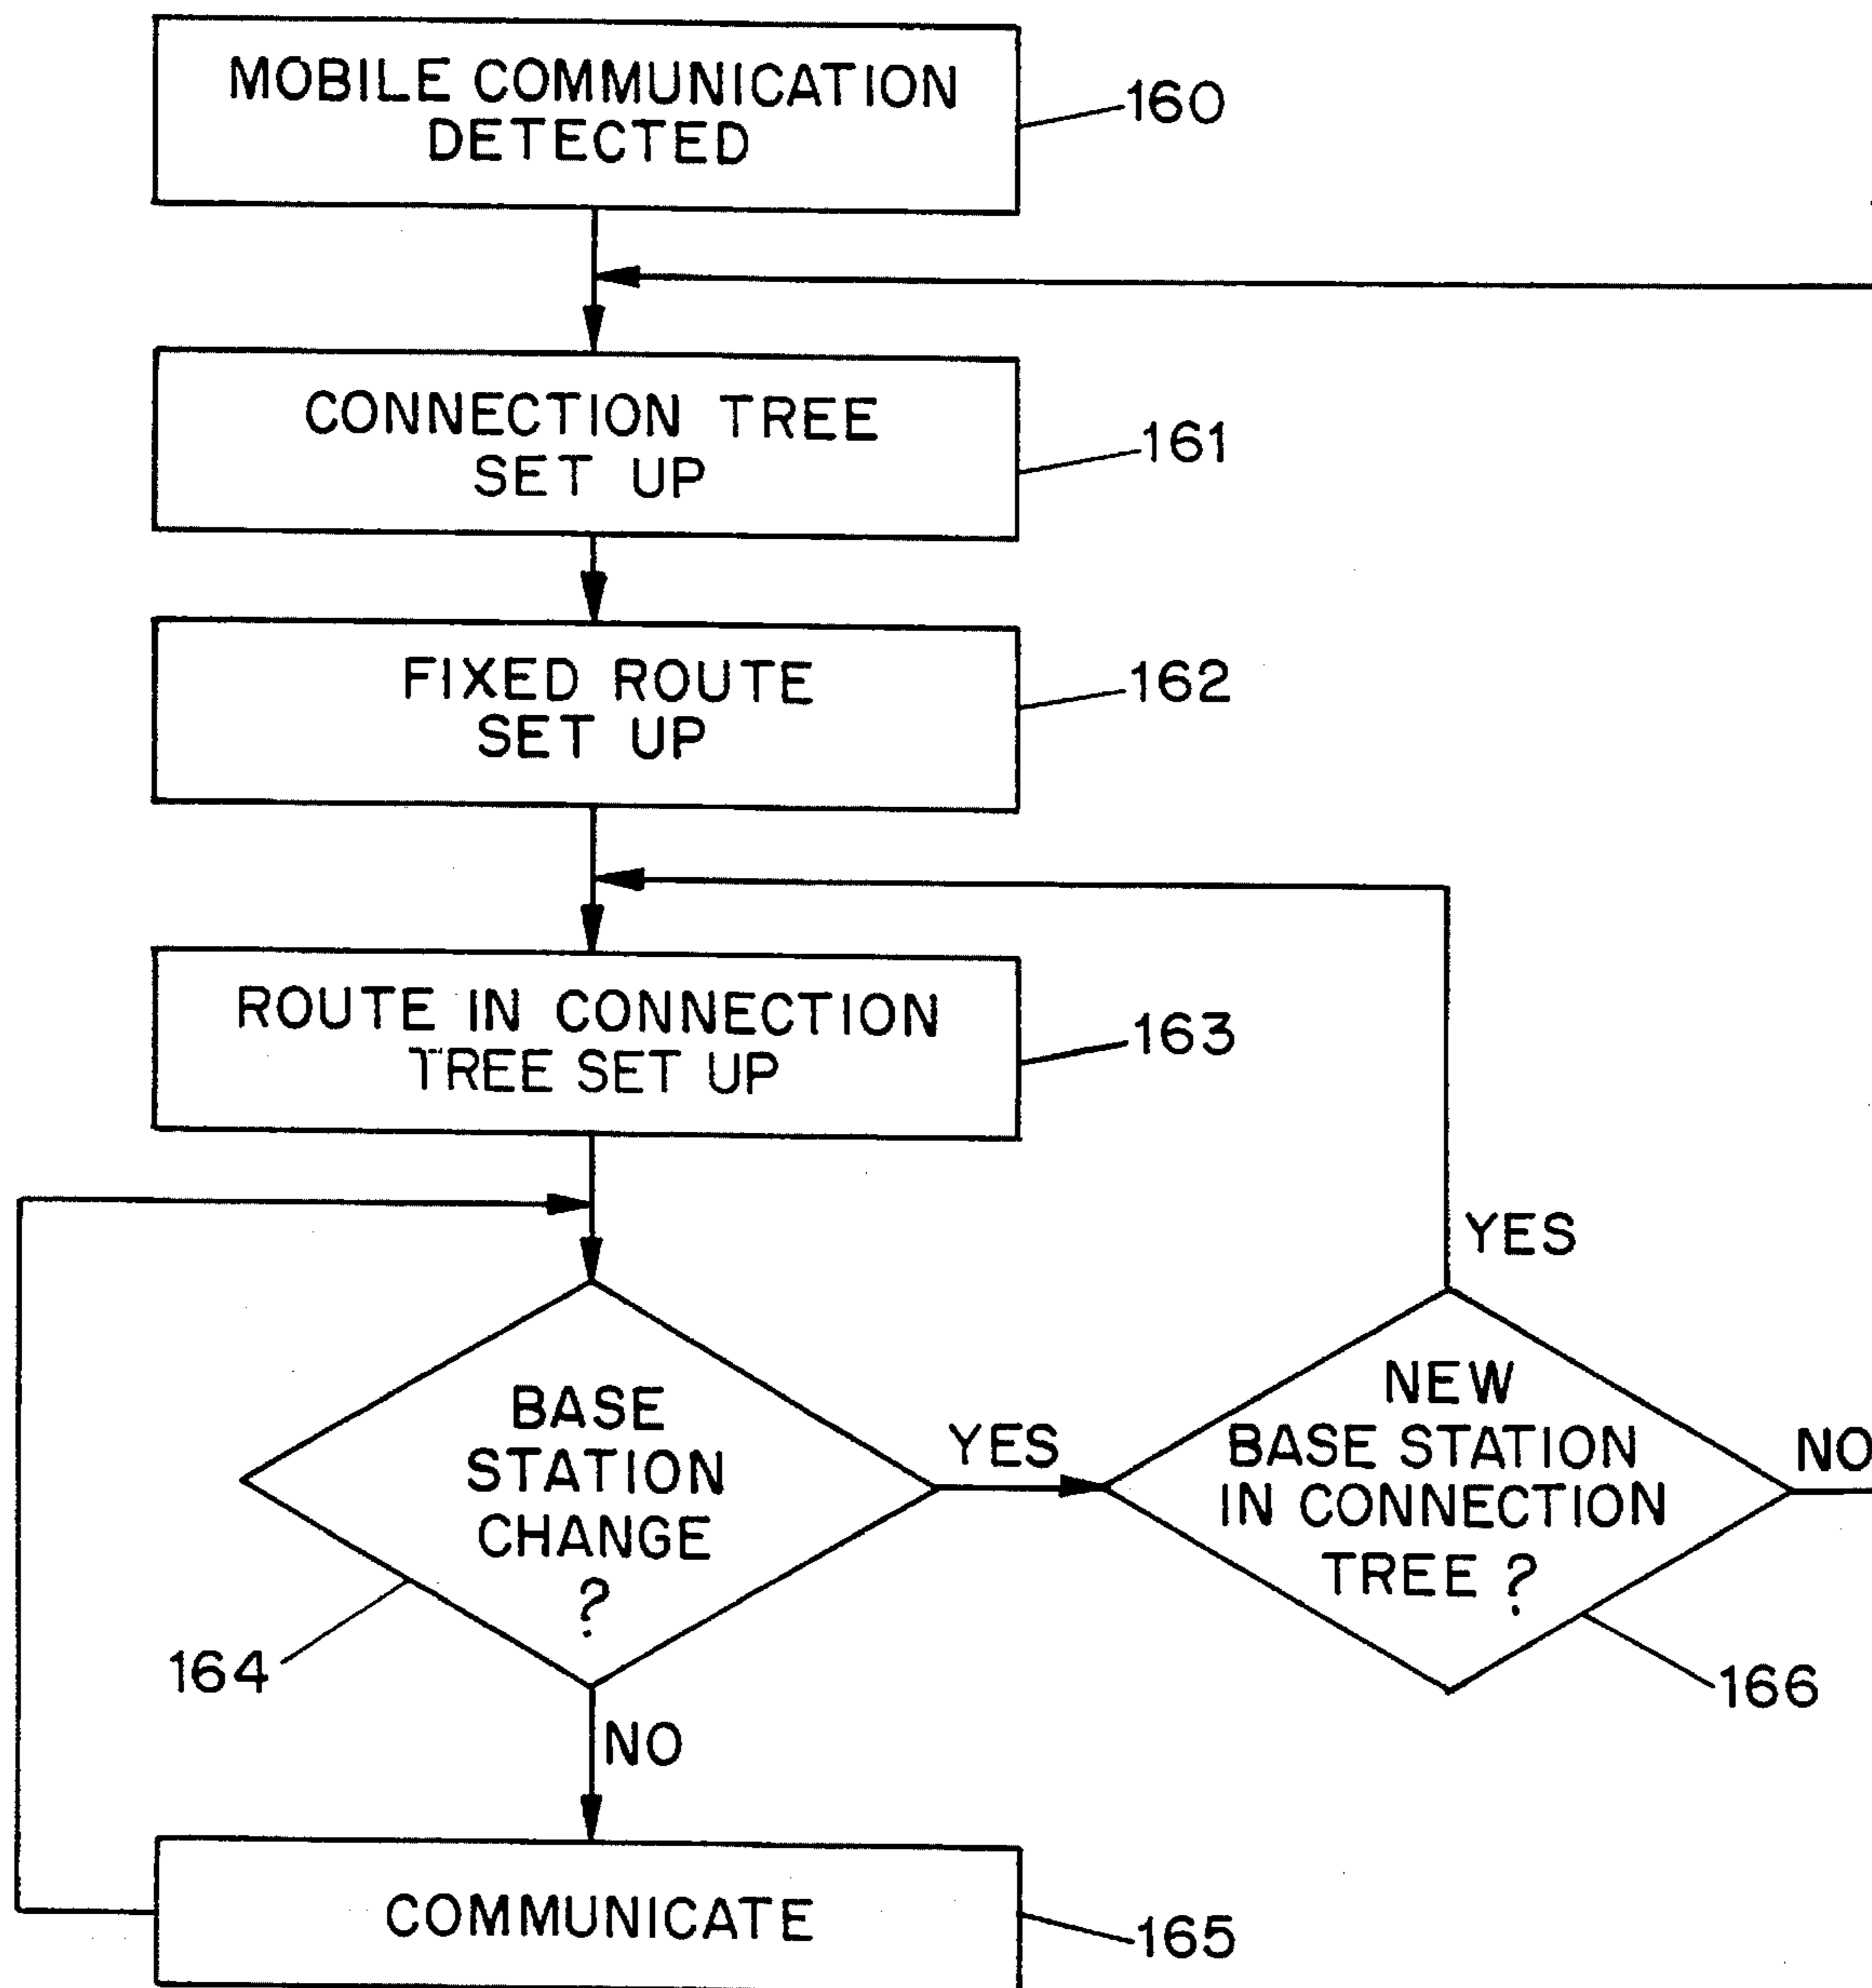 MOBILE COMMUNICATION
DETECTED
160
CONNECTION TREE
SET UP
161
FIXED ROUTE
SET UP
162
ROUTE IN CONNECTION
TREE SET UP
163
BASE
STATION
CHANGE
?
164
YES
NO
NEW
BASE STATION
IN CONNECTION
TREE ?
166
YES
NO
COMMUNICATE
165